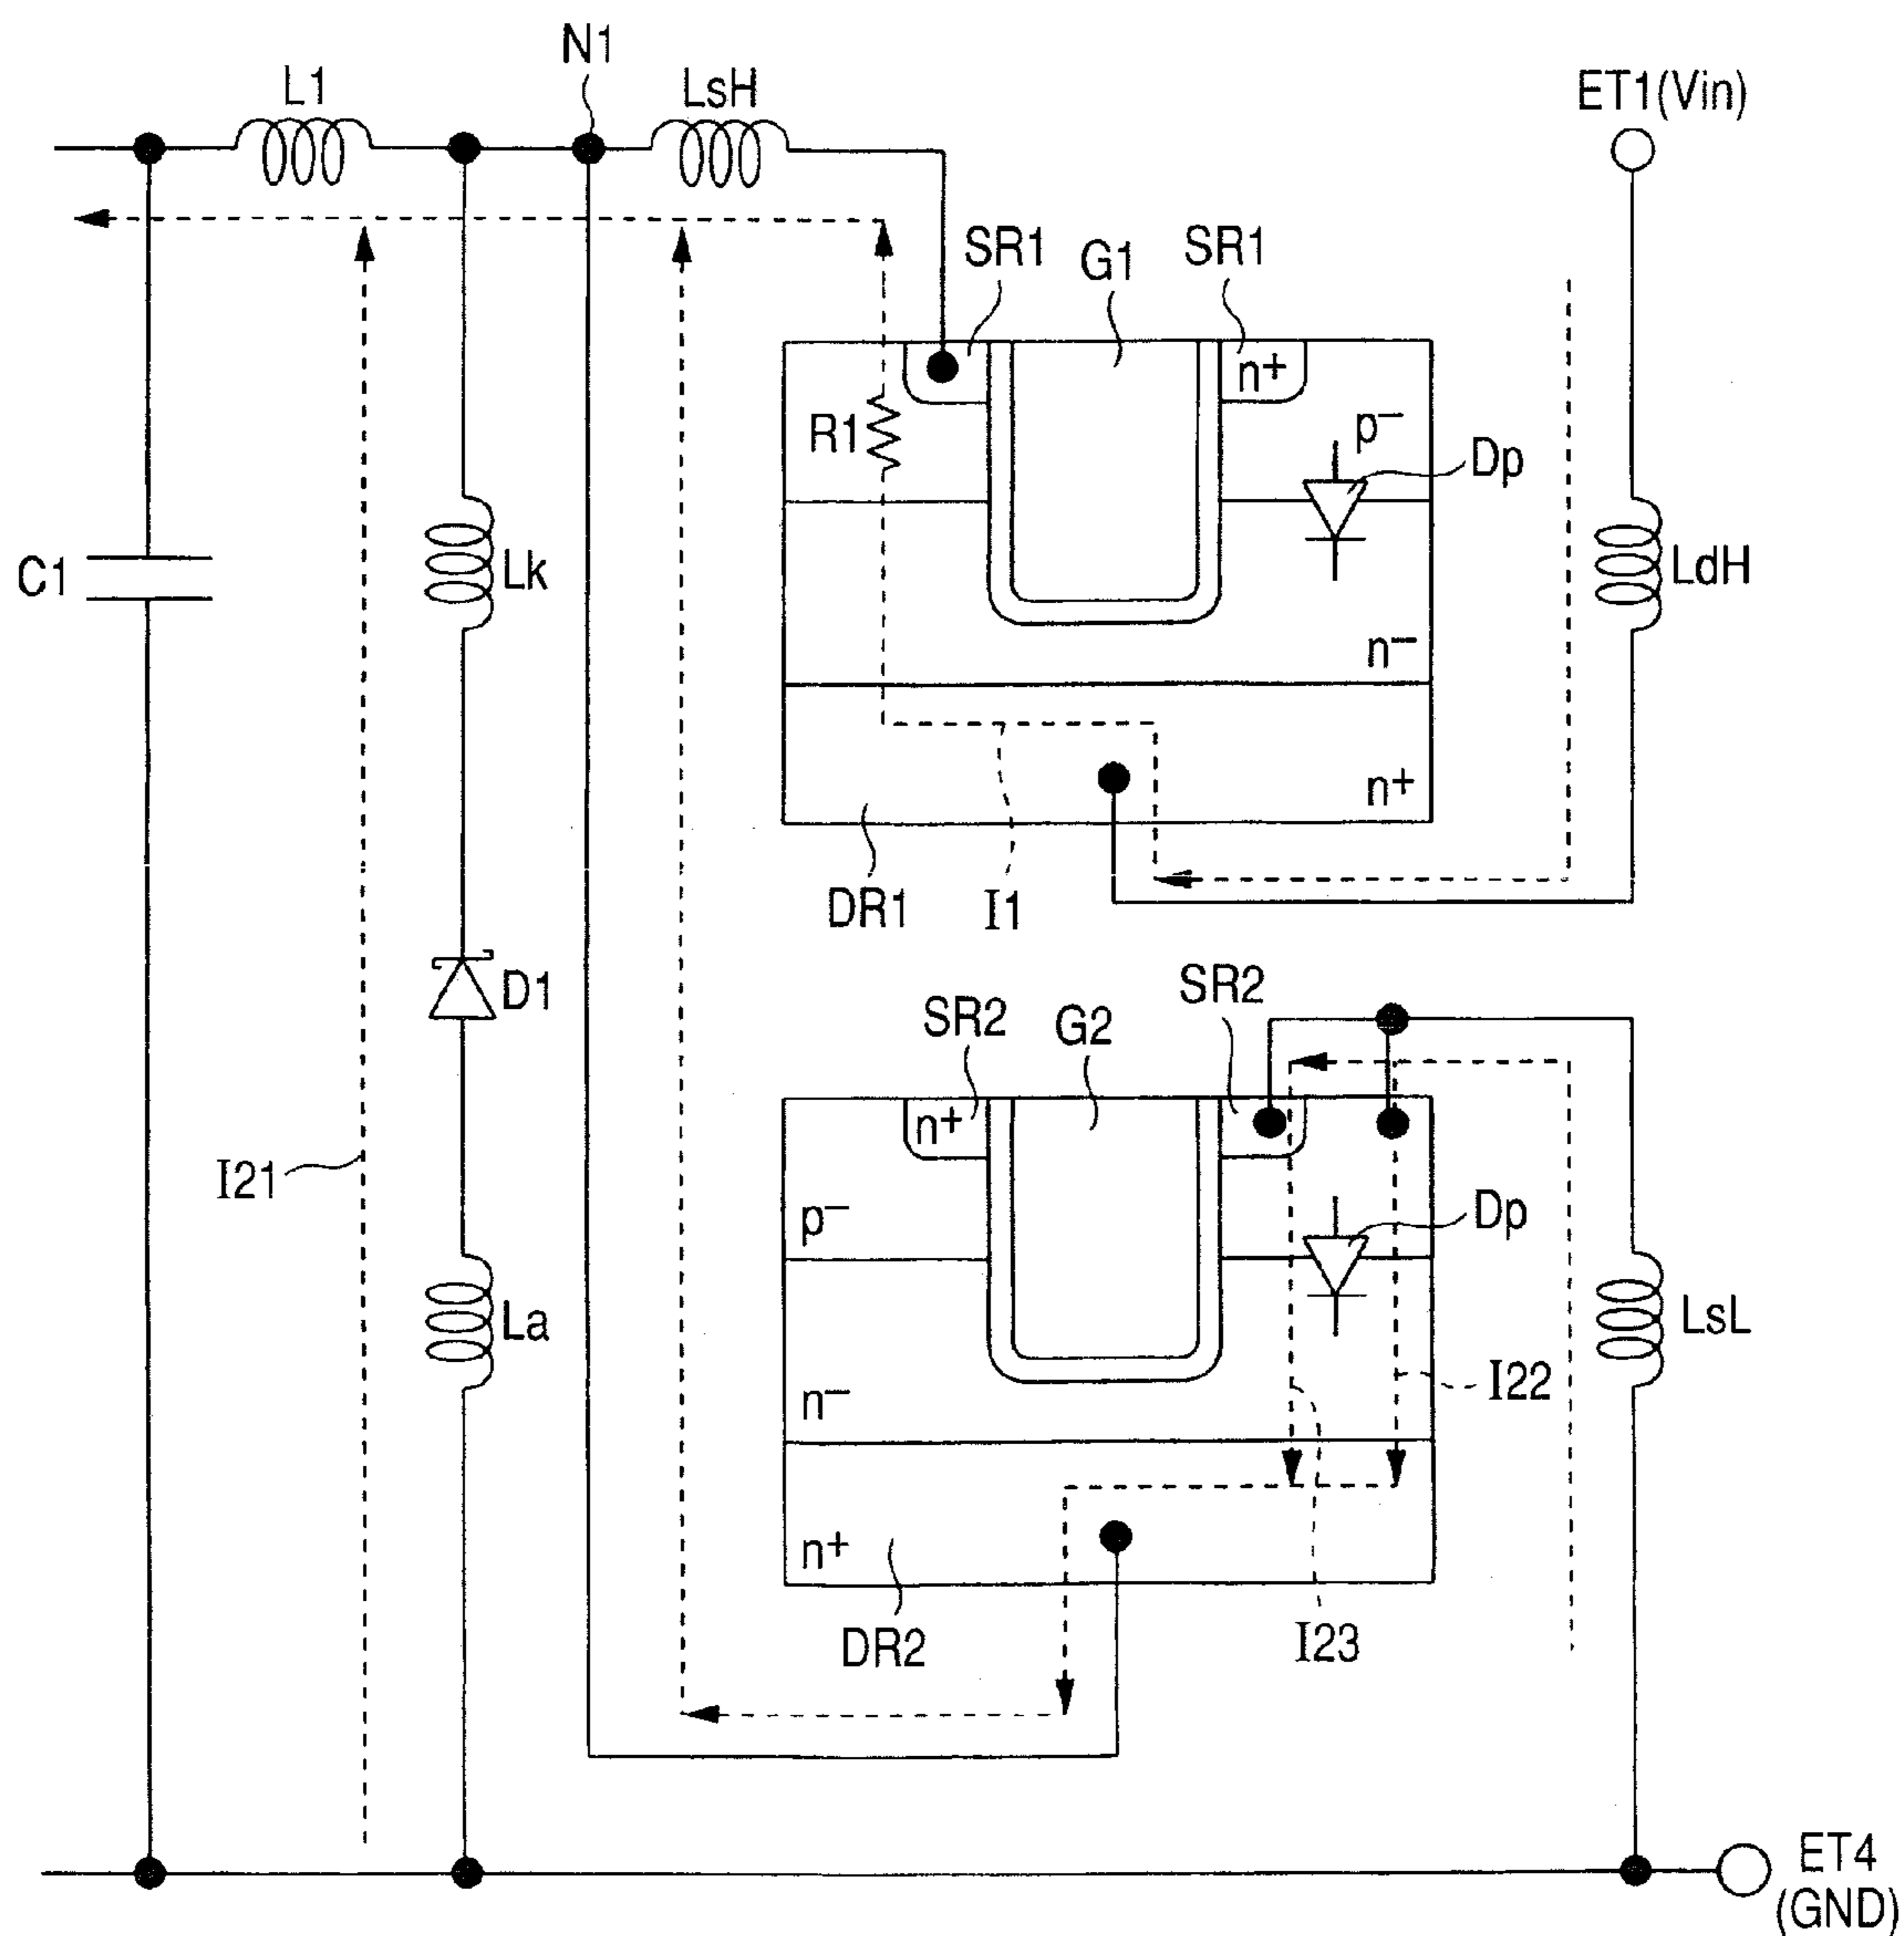 N1
L1
LsH
ET1(Vin)
SR1
G1
SR1
n+
R1
p−
Dp
C1
Lk
LdH
n−
n+
DR1
I1
D1
SR2
G2
SR2
n+
I21
p−
Dp
La
LsL
n−
I22
n+
DR2
I23
ET4
(GND)